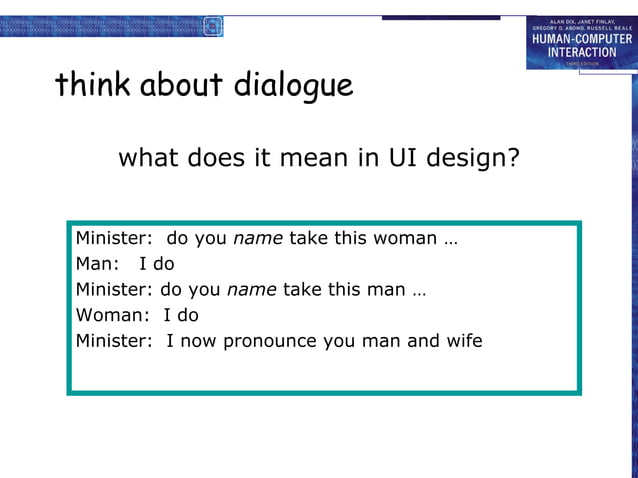 ALAN DIX, JANET FINLAY,
GREGORY D. ABOWD, RUSSELL BEALE
HUMAN-COMPUTER
INTERACTION
THIRD EDITION
think about dialogue
what does it mean in UI design?
Minister: do you name take this woman …
Man: I do
Minister: do you name take this man …
Woman: I do
Minister: I now pronounce you man and wife